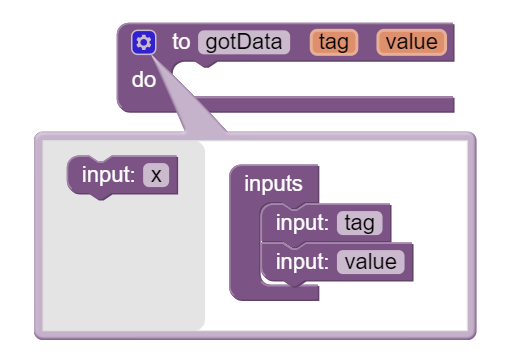 to gotData tag value
do
input: x
inputs
input: tag
input: value